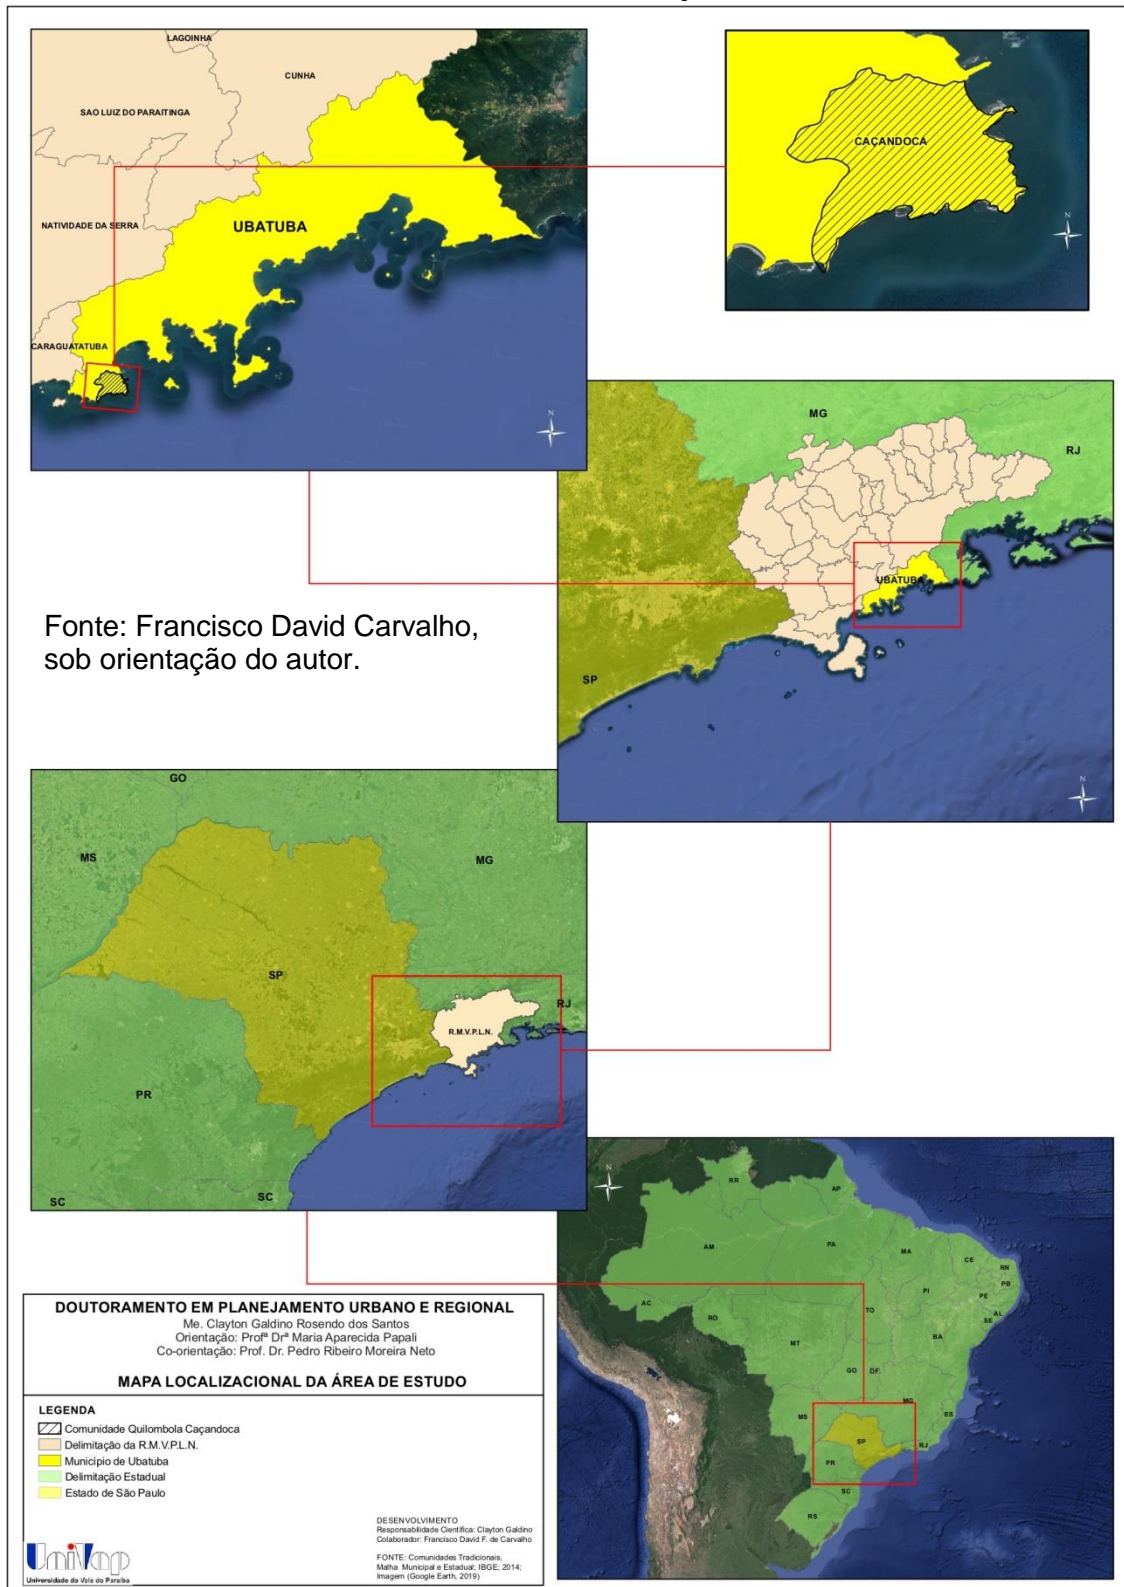 LAGOINHA
CUNHA
SAO LUIZ DO PARAITINGA
NATIVIDADE DA SERRA
UBATUBA
CARAGUATATUBA
N
CAÇANDOCA
N
MG
RJ
UBATUBA
SP
N
Fonte: Francisco David Carvalho,
sob orientação do autor.
GO
MS
MG
SP
R.M.V.P.L.N.
RJ
PR
SC
SC
N
RR
AP
AM
PA
MA
CE
RN
PB
PI
PE
AL
SE
AC
RO
TO
BA
MT
GO
DF
MG
MS
ES
SP
RJ
PR
SC
RS
DOUTORAMENTO EM PLANEJAMENTO URBANO E REGIONAL
Me. Clayton Galdino Rosendo dos Santos
Orientação: Profª Drª Maria Aparecida Papali
Co-orientação: Prof. Dr. Pedro Ribeiro Moreira Neto
MAPA LOCALIZACIONAL DA ÁREA DE ESTUDO
LEGENDA
Comunidade Quilombola Caçandoca
Delimitação da R.M.V.P.L.N.
Município de Ubatuba
Delimitação Estadual
Estado de São Paulo
DESENVOLVIMENTO
Responsabilidade Científica: Clayton Galdino
Colaborador: Francisco David F. de Carvalho
FONTE: Comunidades Tradicionais,
Malha Municipal e Estadual; IBGE; 2014;
Imagem (Google Earth, 2019)
UniVap
Universidade do Vale do Paraíba